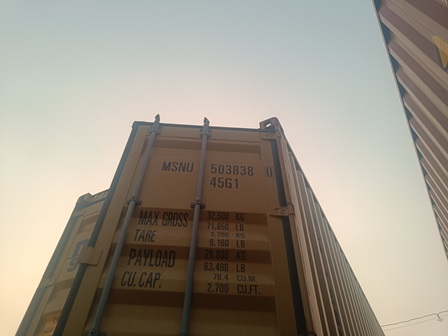 MSNU 503838 0
45G1
MAX GROSS 32.500 KG
71.650 LB
TARE 3.700 KG
8.160 LB
PAYLOAD 28.800 KG
63.490 LB
CU.CAP. 76.4 CU.M.
2.700 CU.FT.